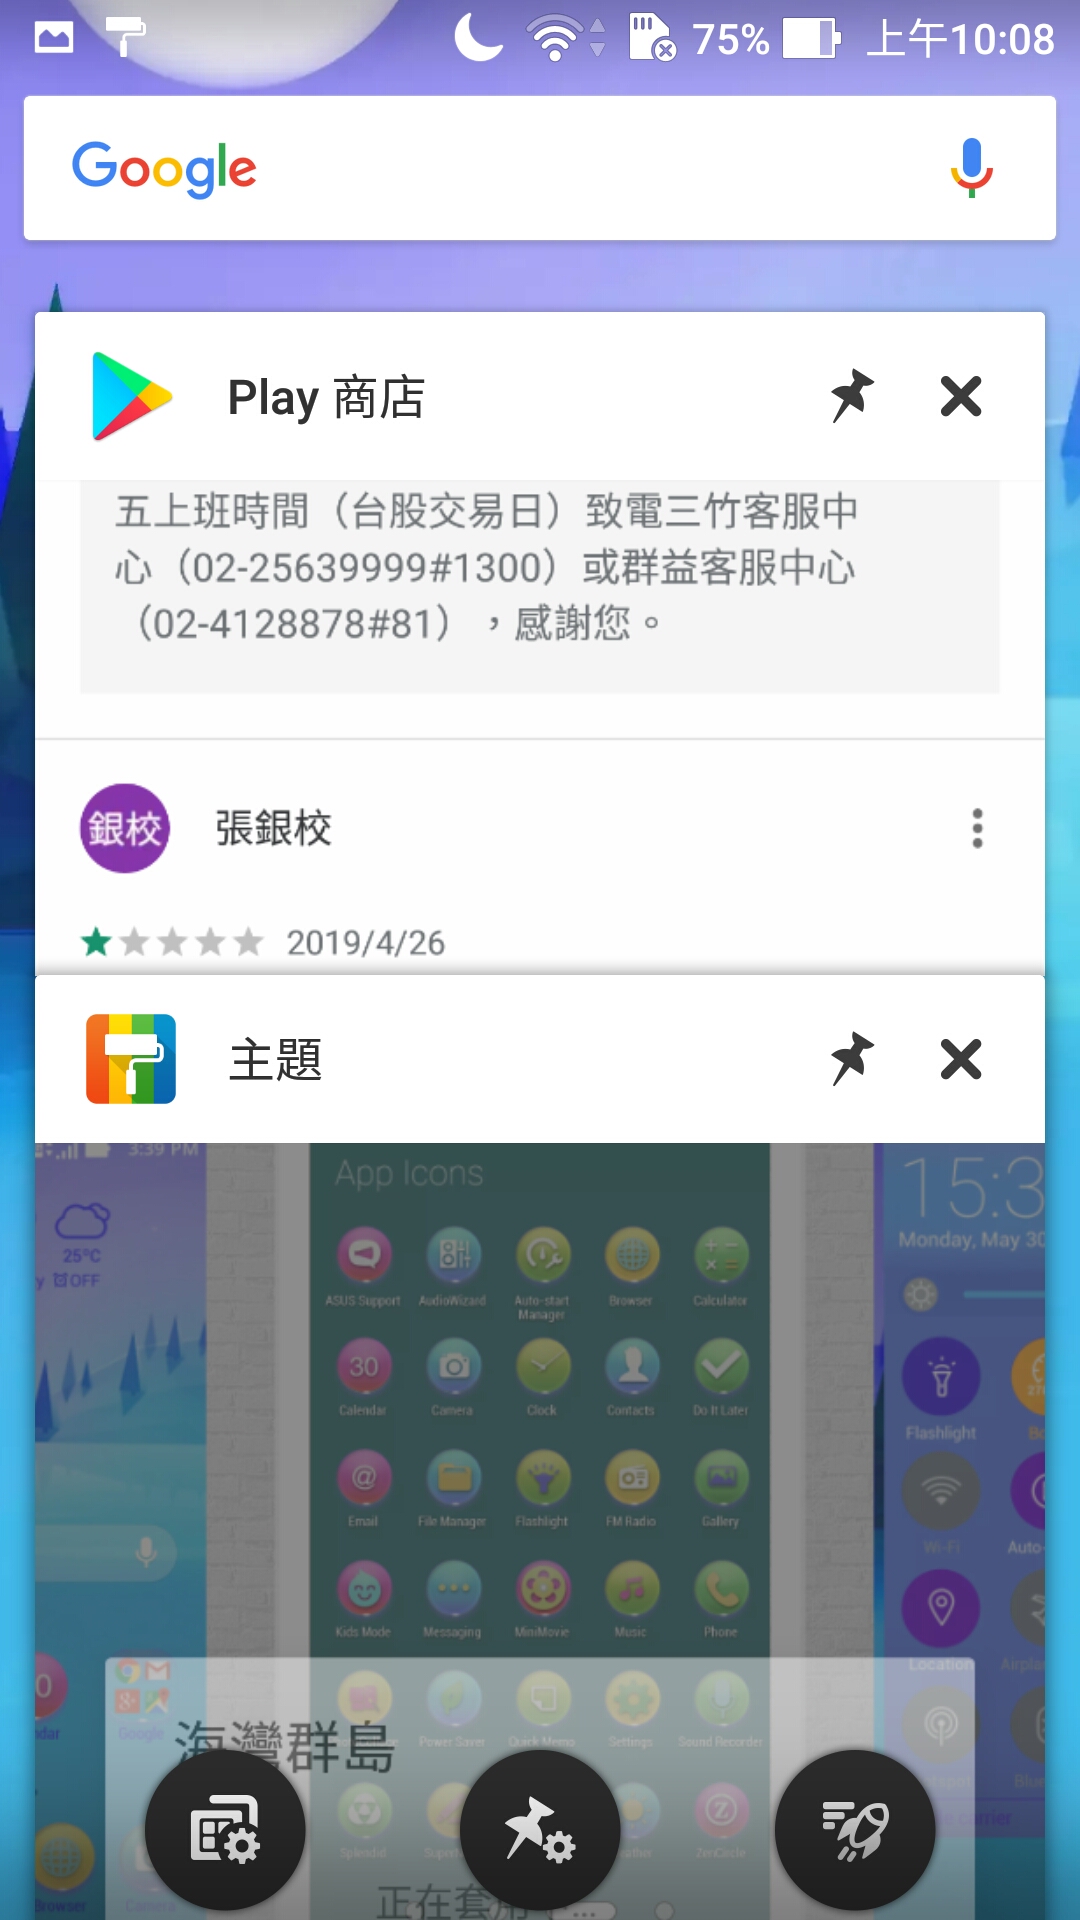 75% 上午10:08
Google
Play 商店
五上班時間（台股交易日）致電三竹客服中
心（02-25639999#1300）或群益客服中心
（02-4128878#81），感謝您。
銀校 張銀校
2019/4/26
主題
3:39 PM
App Icons
15:3
25°C
Monday, May 30
OFF
ASUS Support AudioWizard Auto-start Manager Browser Calculator
30
Calendar Camera Clock Contacts Do It Later
Flashlight
Email File Manager Flashlight FM Radio Gallery
Wi-Fi Auto-
Kids Mode Messaging MiniMovie Music Phone
Location Airpla
Google
Power Saver Quick Memo Settings Sound Recorder
海灣群島
Splendid ZenCircle
正在套用
Browser Camera